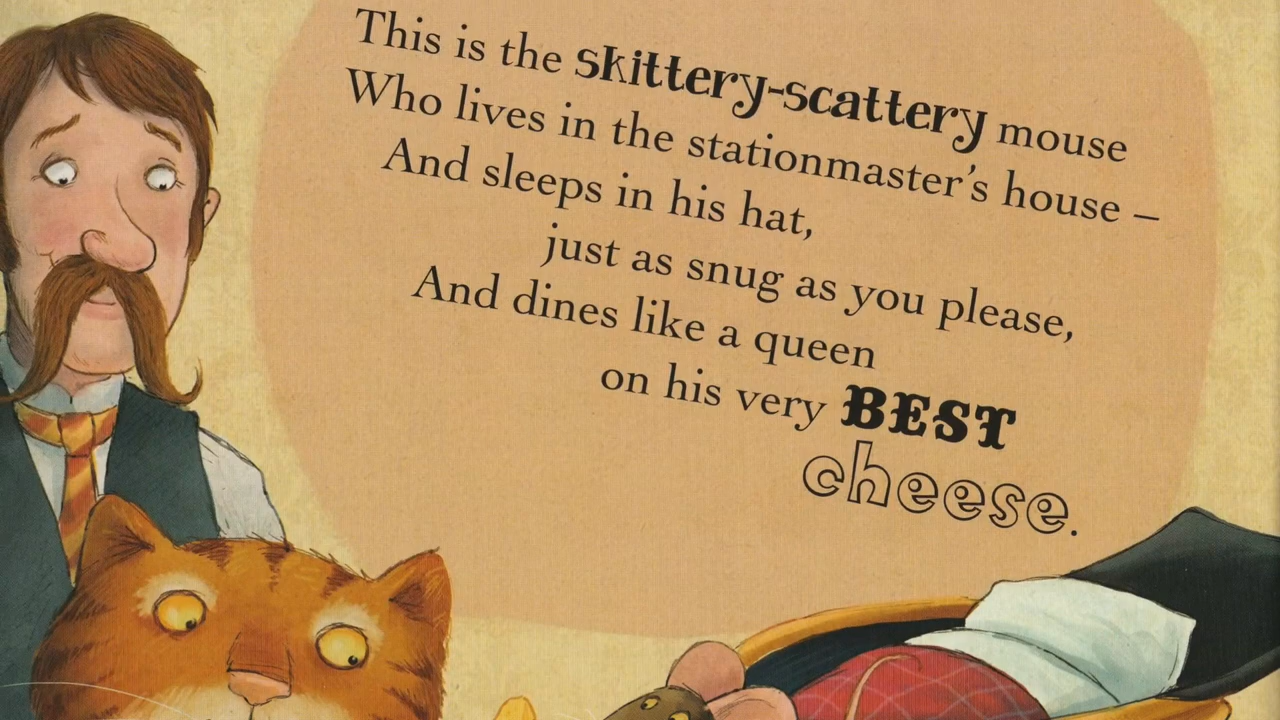 This is the skittery-scattery mouse
Who lives in the stationmaster's house –
And sleeps in his hat,
just as snug as you please,
And dines like a queen
on his very BEST
cheese.